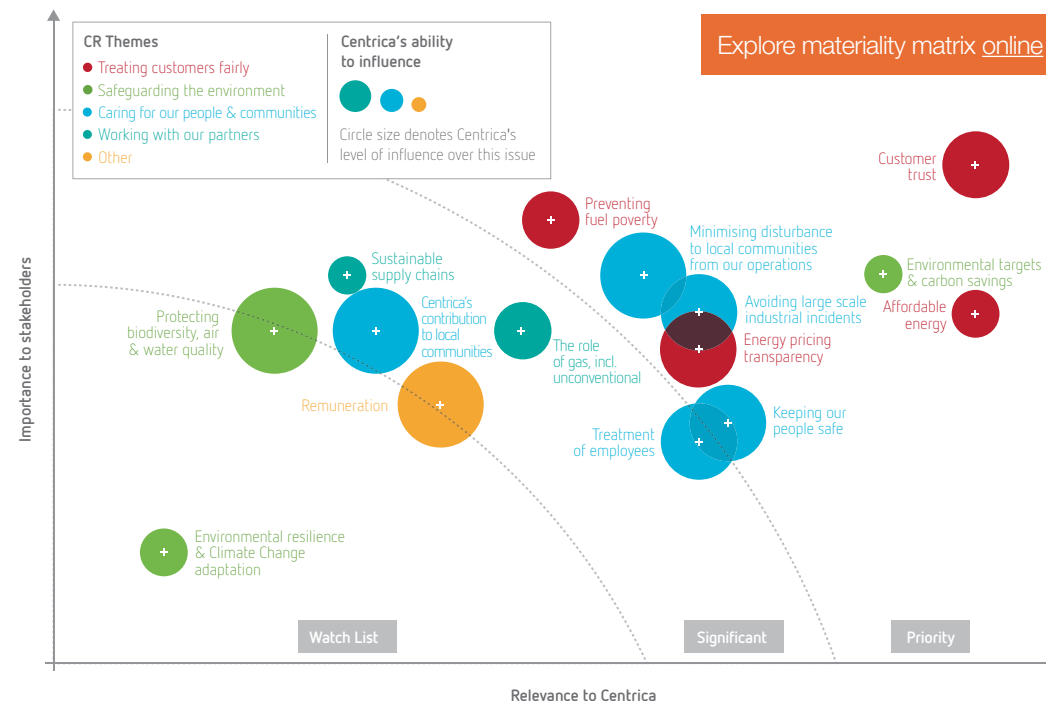 CR Themes
Treating customers fairly
Safeguarding the environment
Caring for our people & communities
Working with our partners
Other
Centrica's ability
to influence
Circle size denotes Centrica's
level of influence over this issue
Explore materiality matrix online
Customer
trust
Preventing
fuel poverty
Minimising disturbance
to local communities
from our operations
Sustainable
supply chains
Environmental targets
& carbon savings
Protecting
biodiversity, air
& water quality
Centrica's
contribution
to local
communities
Avoiding large scale
industrial incidents
Affordable
energy
The role
of gas, incl.
unconventional
Energy pricing
transparency
Remuneration
Keeping our
people safe
Treatment
of employees
Environmental resilience
& Climate Change
adaptation
Watch List
Significant
Priority
Importance to stakeholders
Relevance to Centrica